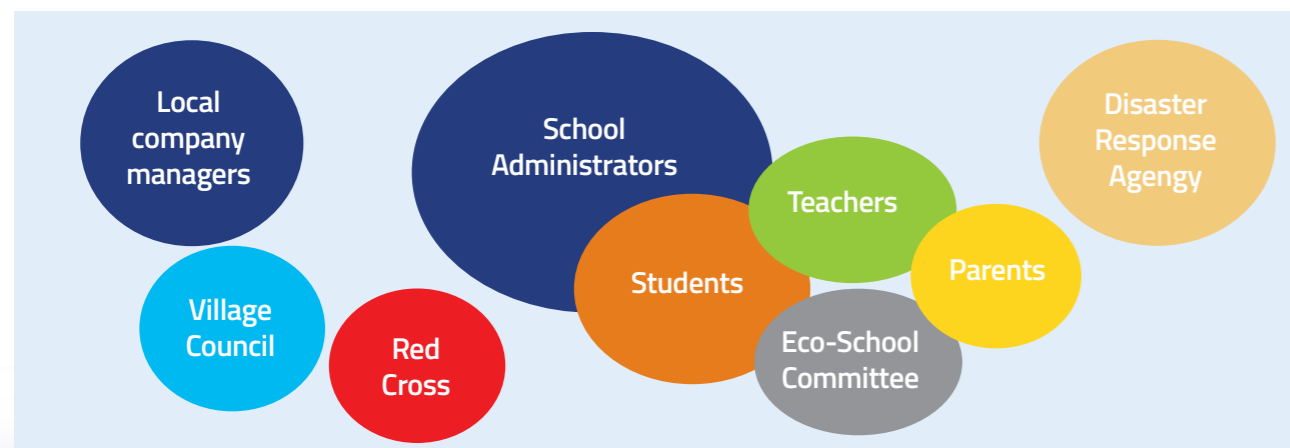 Local
company
managers
School
Administrators
Disaster
Response
Agengy
Teachers
Students
Parents
Village
Council
Red
Cross
Eco-School
Committee